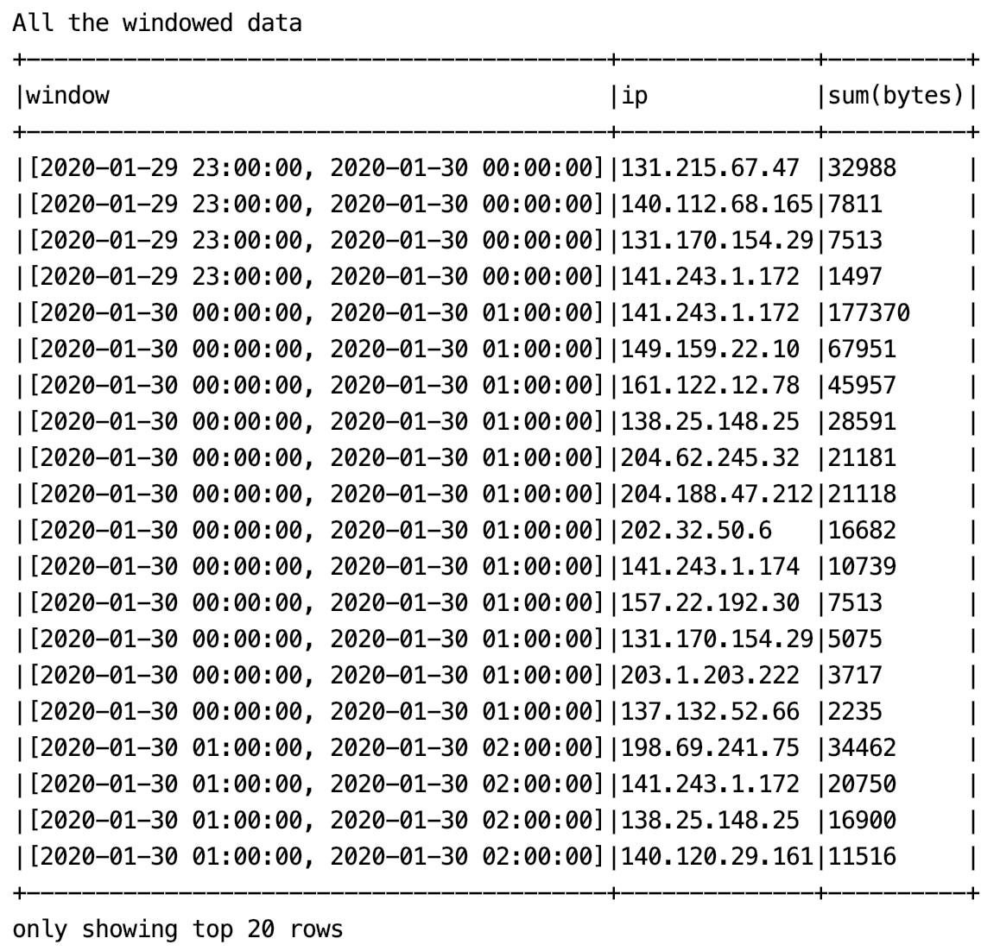 All the windowed data
+------------------------------------------+--------------+----------+
|window                                    |ip            |sum(bytes)|
+------------------------------------------+--------------+----------+
|[2020-01-29 23:00:00, 2020-01-30 00:00:00]|131.215.67.47 |32988     |
|[2020-01-29 23:00:00, 2020-01-30 00:00:00]|140.112.68.165|7811      |
|[2020-01-29 23:00:00, 2020-01-30 00:00:00]|131.170.154.29|7513      |
|[2020-01-29 23:00:00, 2020-01-30 00:00:00]|141.243.1.172 |1497      |
|[2020-01-30 00:00:00, 2020-01-30 01:00:00]|141.243.1.172 |177370    |
|[2020-01-30 00:00:00, 2020-01-30 01:00:00]|149.159.22.10 |67951     |
|[2020-01-30 00:00:00, 2020-01-30 01:00:00]|161.122.12.78 |45957     |
|[2020-01-30 00:00:00, 2020-01-30 01:00:00]|138.25.148.25 |28591     |
|[2020-01-30 00:00:00, 2020-01-30 01:00:00]|204.62.245.32 |21181     |
|[2020-01-30 00:00:00, 2020-01-30 01:00:00]|204.188.47.212|21118     |
|[2020-01-30 00:00:00, 2020-01-30 01:00:00]|202.32.50.6   |16682     |
|[2020-01-30 00:00:00, 2020-01-30 01:00:00]|141.243.1.174 |10739     |
|[2020-01-30 00:00:00, 2020-01-30 01:00:00]|157.22.192.30 |7513      |
|[2020-01-30 00:00:00, 2020-01-30 01:00:00]|131.170.154.29|5075      |
|[2020-01-30 00:00:00, 2020-01-30 01:00:00]|203.1.203.222 |3717      |
|[2020-01-30 00:00:00, 2020-01-30 01:00:00]|137.132.52.66 |2235      |
|[2020-01-30 01:00:00, 2020-01-30 02:00:00]|198.69.241.75 |34462     |
|[2020-01-30 01:00:00, 2020-01-30 02:00:00]|141.243.1.172 |20750     |
|[2020-01-30 01:00:00, 2020-01-30 02:00:00]|138.25.148.25 |16900     |
|[2020-01-30 01:00:00, 2020-01-30 02:00:00]|140.120.29.161|11516     |
+------------------------------------------+--------------+----------+
only showing top 20 rows